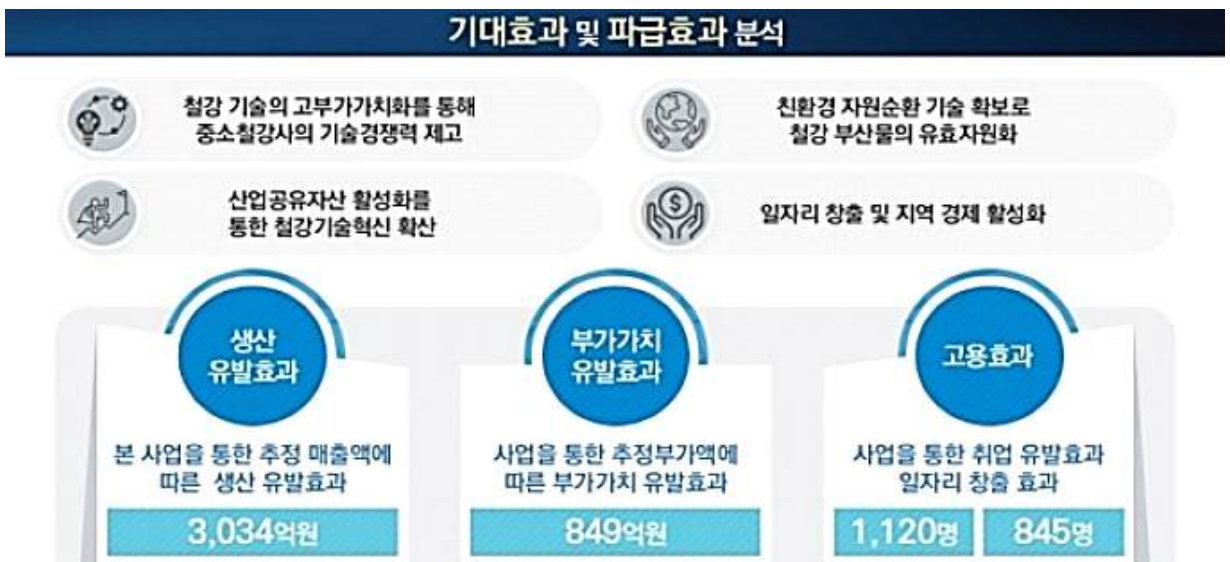 기대효과 및 파급효과 분석
철강 기술의 고부가가치화를 통해
중소철강사의 기술경쟁력 제고
친환경 자원순환 기술 확보로
철강 부산물의 유효자원화
산업공유자산 활성화를
통한 철강기술혁신 확산
일자리 창출 및 지역 경제 활성화
생산
유발효과
본 사업을 통한 추정 매출액에
따른 생산 유발효과
3,034억원
부가가치
유발효과
사업을 통한 추정부가액에
따른 부가가치 유발효과
849억원
고용효과
사업을 통한 취업 유발효과
일자리 창출 효과
1,120명 845명